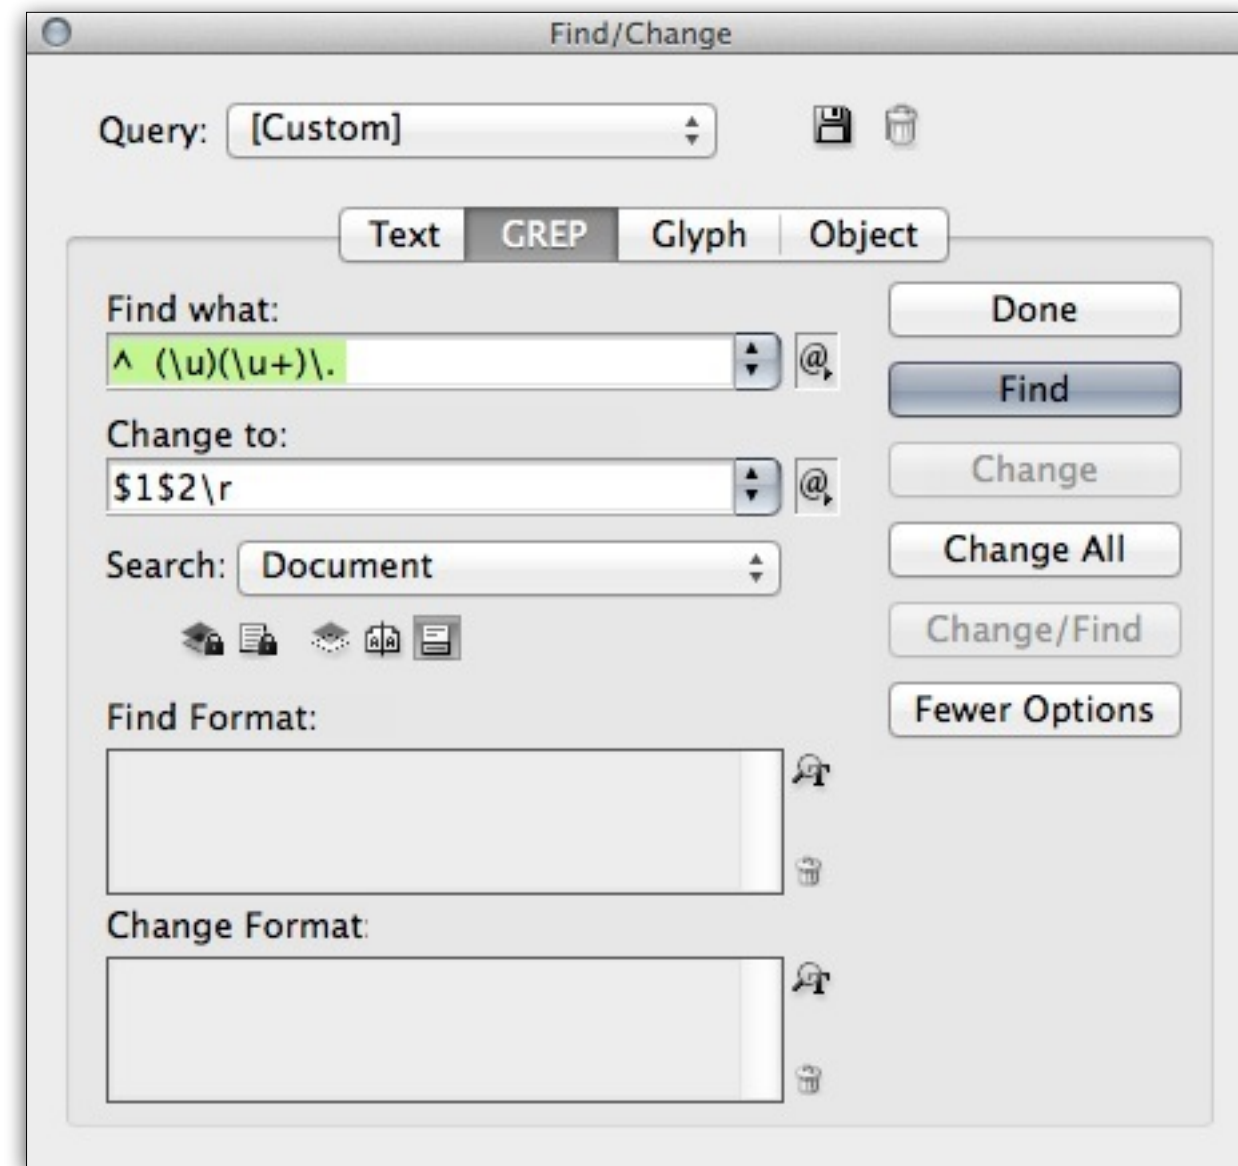 Find/Change
Query: [Custom]
Text GREP Glyph Object
Find what:
^ (\u)(\u+)\.
Change to:
$1$2\r
Search: Document
Find Format:
Change Format:
Done
Find
Change
Change All
Change/Find
Fewer Options